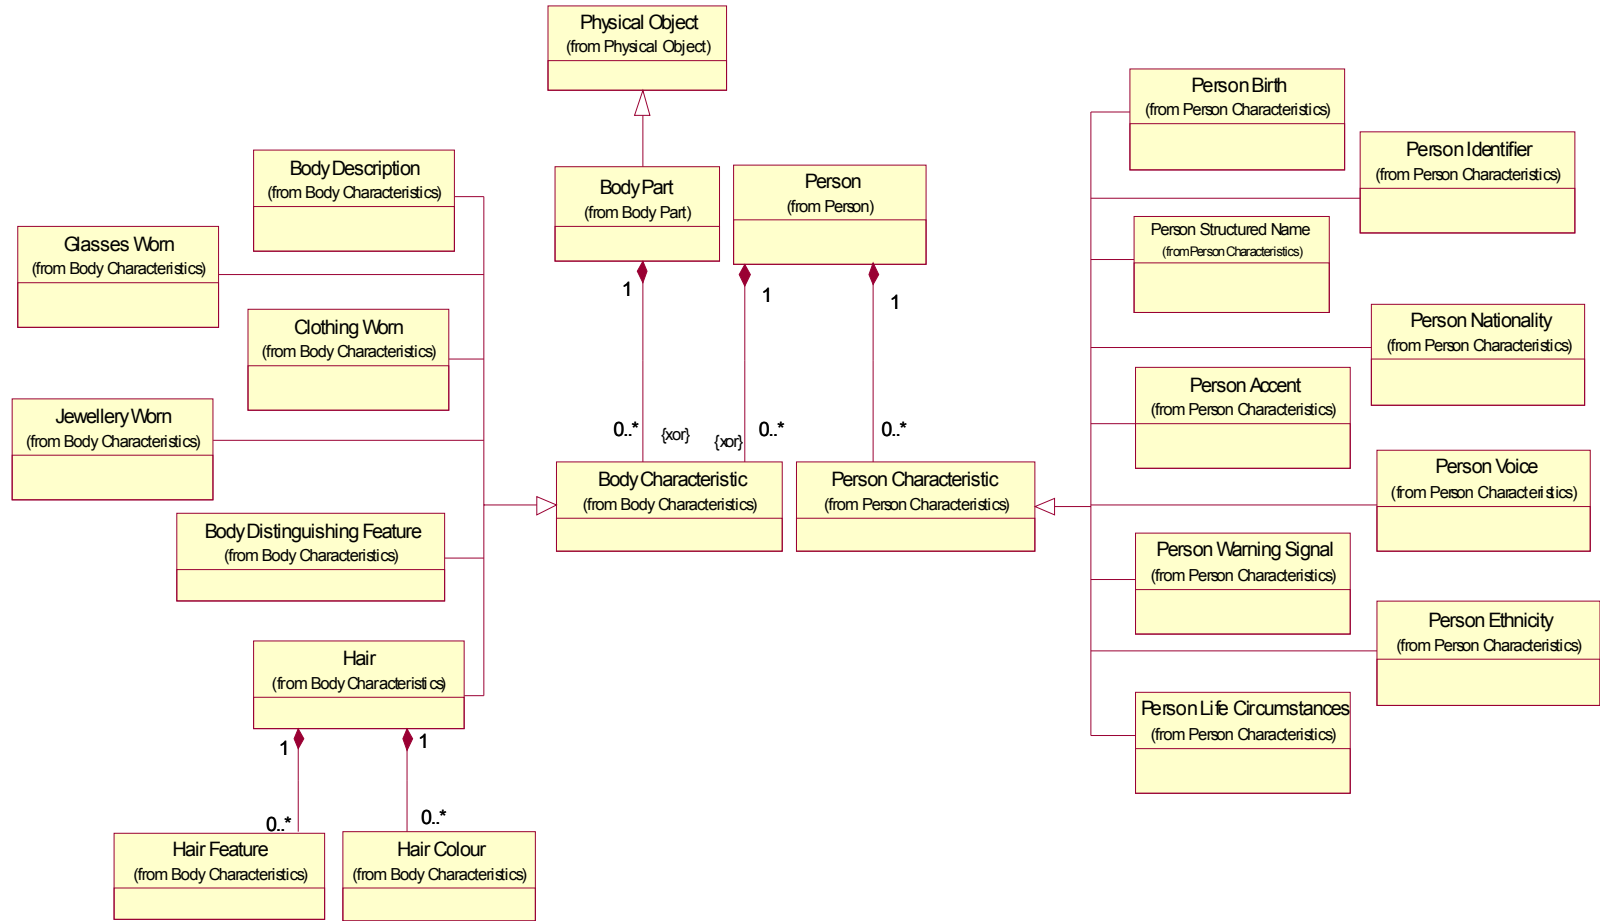 Physical Object
(from Physical Object)
Person Birth
(from Person Characteristics)
Person Identifier
(from Person Characteristics)
Body Description
(from Body Characteristics)
Body Part
(from Body Part)
Person
(from Person)
Person Structured Name
(from Person Characteristics)
Glasses Worn
(from Body Characteristics)
1
1
1
Clothing Worn
(from Body Characteristics)
Person Nationality
(from Person Characteristics)
Person Accent
(from Person Characteristics)
Jewellery Worn
(from Body Characteristics)
0..*
{xor}
{xor}
0..*
0..*
Body Characteristic
(from Body Characteristics)
Person Characteristic
(from Person Characteristics)
Person Voice
(from Person Characteristics)
Body Distinguishing Feature
(from Body Characteristics)
Person Warning Signal
(from Person Characteristics)
Person Ethnicity
(from Person Characteristics)
Hair
(from Body Characteristics)
Person Life Circumstances
(from Person Characteristics)
1
1
0..*
0..*
Hair Feature
(from Body Characteristics)
Hair Colour
(from Body Characteristics)